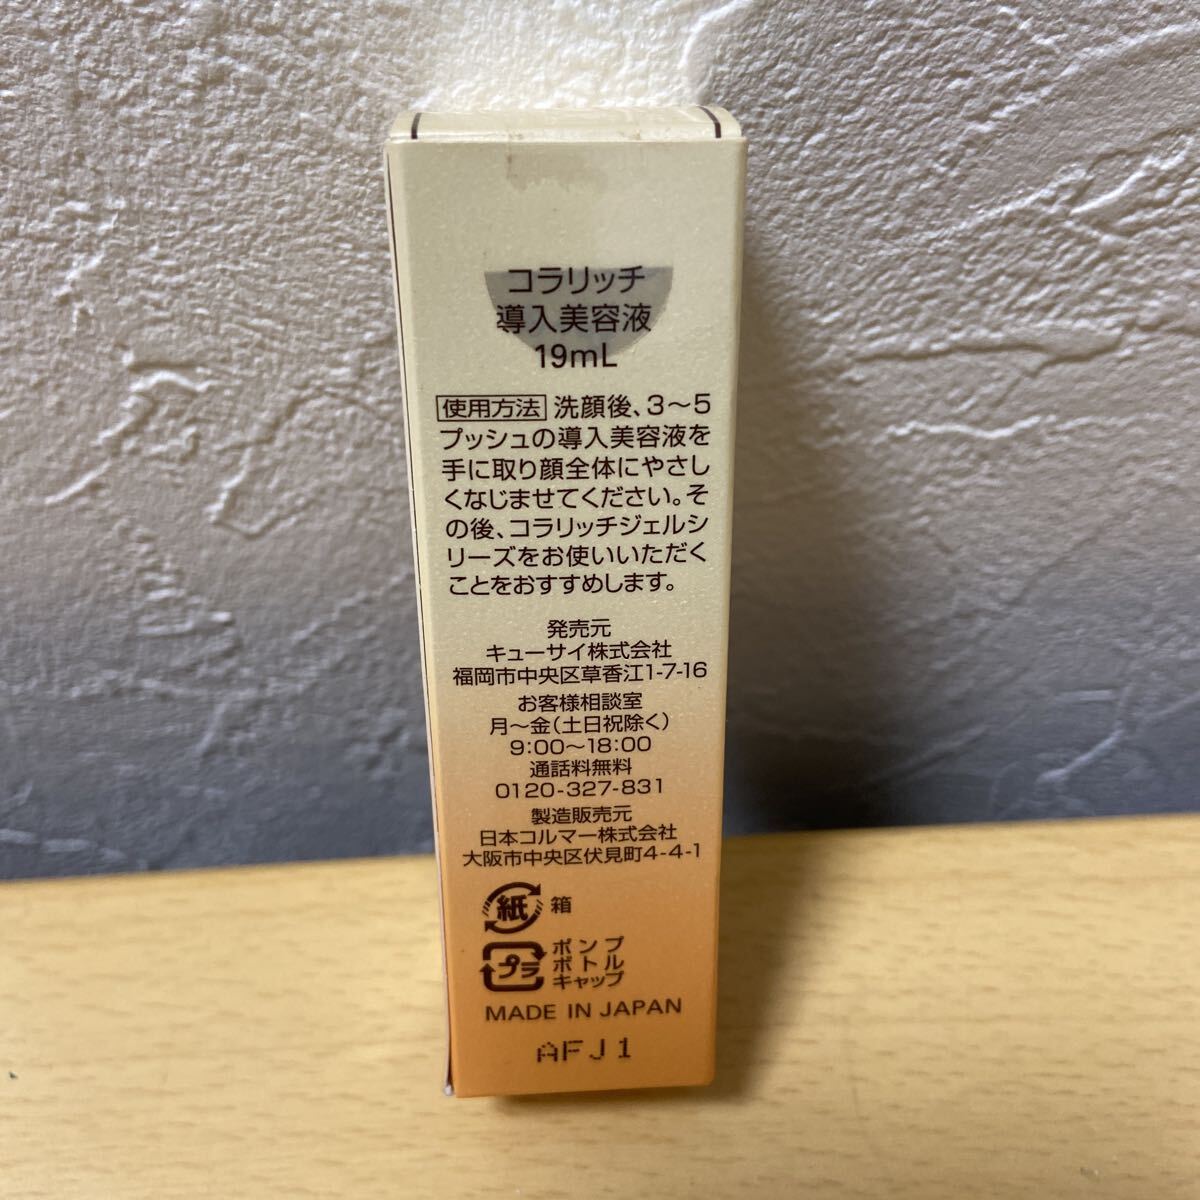 コラリッチ
導入美容液
19mL
使用方法 洗顔後、3～5
プッシュの導入美容液を
手に取り顔全体にやさし
くなじませてください。そ
の後、コラリッチジェルシ
リーズをお使いいただく
ことをおすすめします。
発売元
キューサイ株式会社
福岡市中央区草香江1-7-16
お客様相談室
月～金（土日祝除く）
9:00～18:00
通話料無料
0120-327-831
製造販売元
日本コルマー株式会社
大阪市中央区伏見町4-4-1
紙 箱
プラ ポンプ
ボトル
キャップ
MADE IN JAPAN
AFJ1